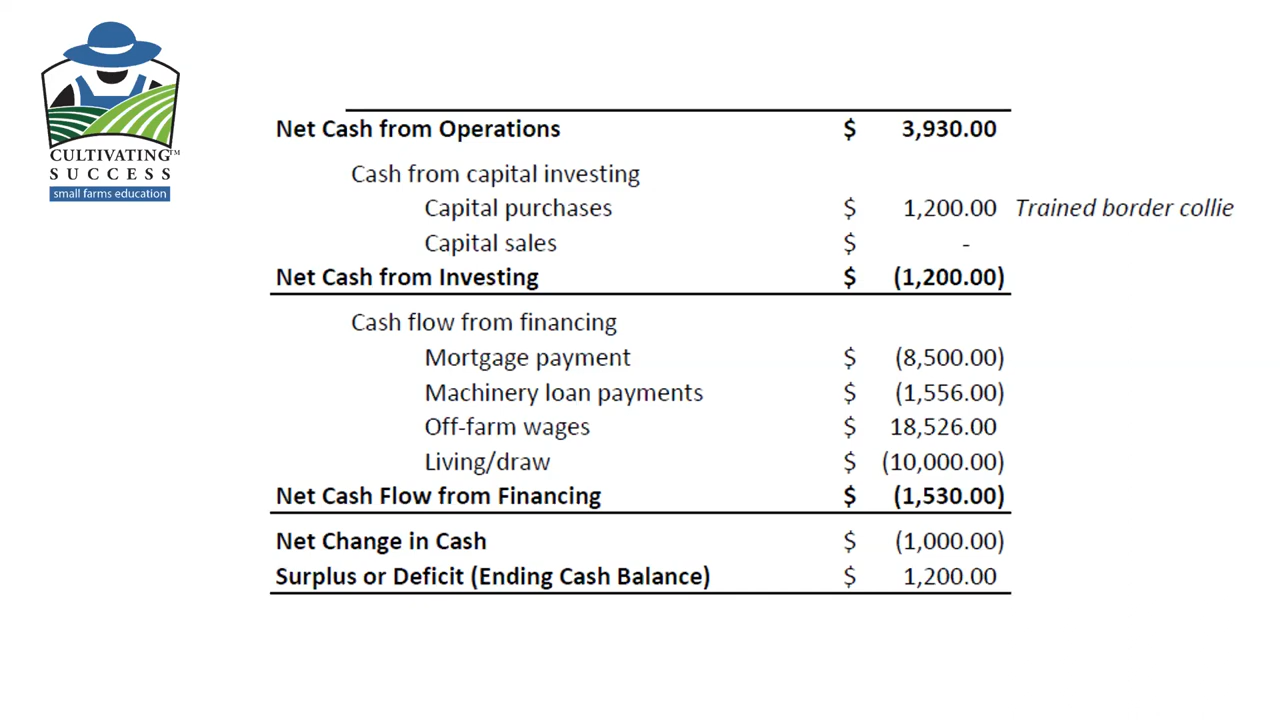 CULTIVATING™
SUCCESS
small farms education
Net Cash from Operations $ 3,930.00
Cash from capital investing
Capital purchases $ 1,200.00 Trained border collie
Capital sales $ -
Net Cash from Investing $ (1,200.00)
Cash flow from financing
Mortgage payment $ (8,500.00)
Machinery loan payments $ (1,556.00)
Off-farm wages $ 18,526.00
Living/draw $ (10,000.00)
Net Cash Flow from Financing $ (1,530.00)
Net Change in Cash $ (1,000.00)
Surplus or Deficit (Ending Cash Balance) $ 1,200.00